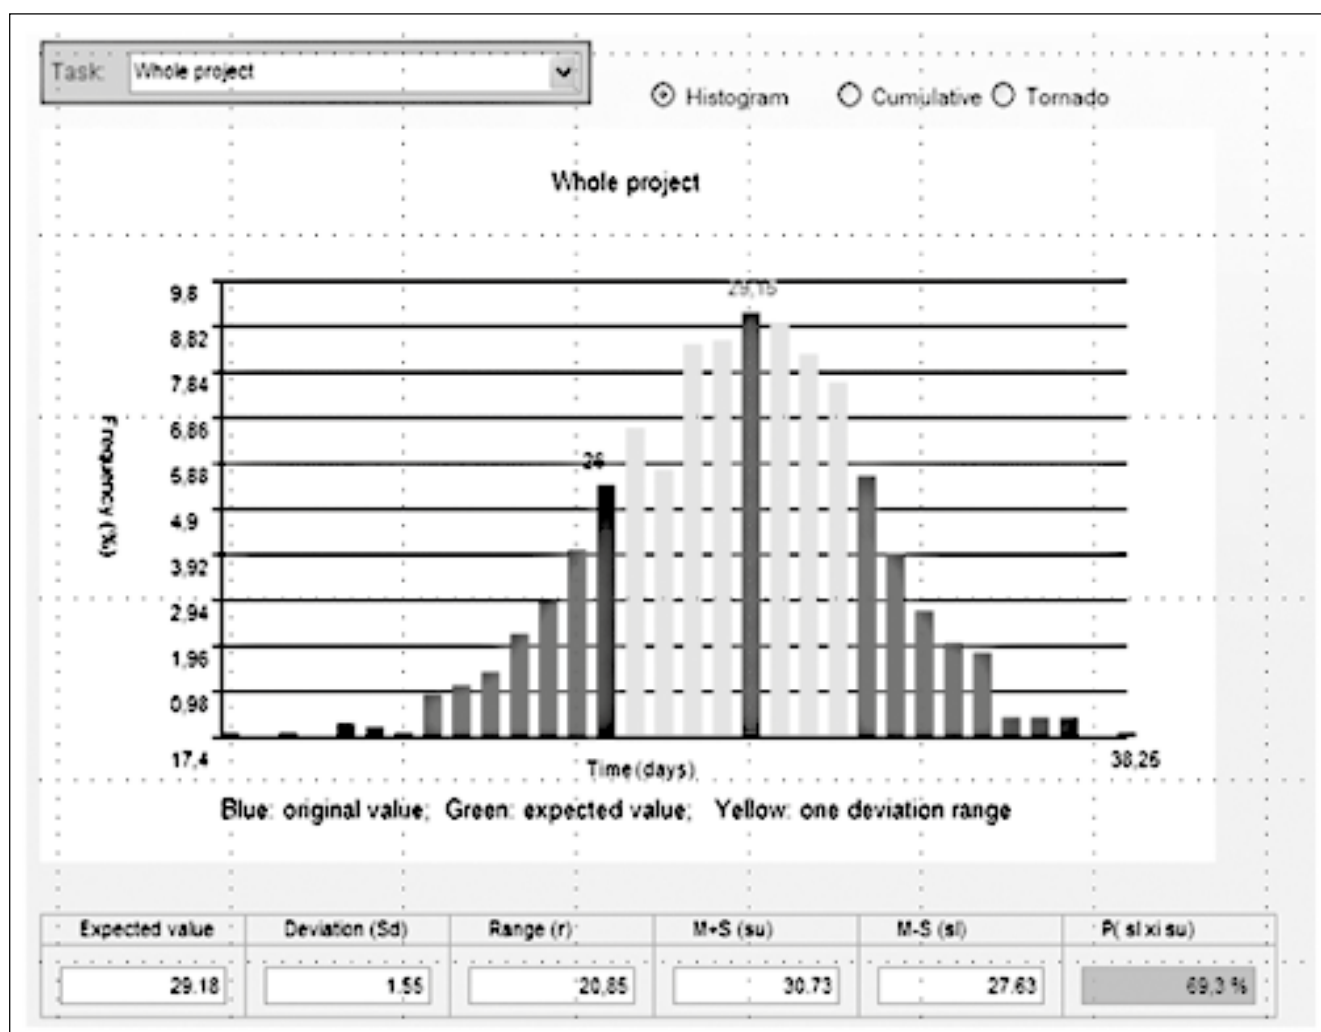 Task: Whole project
Histogram Cumulative Tornado
Whole project
9,8
29,15
8,82
7,84
6,86
26
5,88
4,9
3,92
2,94
1,96
0,98
Frequency (%)
17,4
38,25
Time (days)
Blue: original value; Green: expected value; Yellow: one deviation range
Expected value Deviation (Sd) Range (r) M+S (su) M-S (sl) P( sl xi su)
29.18 1.55 20,85 30.73 27.63 69,3 %